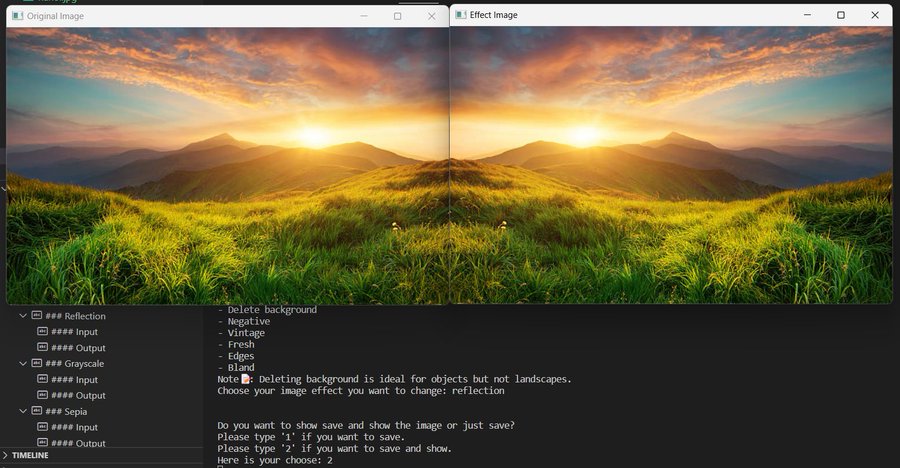 Original Image
Effect Image
### Reflection
#### Input
#### Output
### Grayscale
#### Input
#### Output
### Sepia
#### Input
#### Output
TIMELINE
- Delete background
- Negative
- Vintage
- Fresh
- Edges
- Bland
Note📝: Deleting background is ideal for objects but not landscapes.
Choose your image effect you want to change: reflection
Do you want to show save and show the image or just save?
Please type '1' if you want to save.
Please type '2' if you want to save and show.
Here is your choose: 2